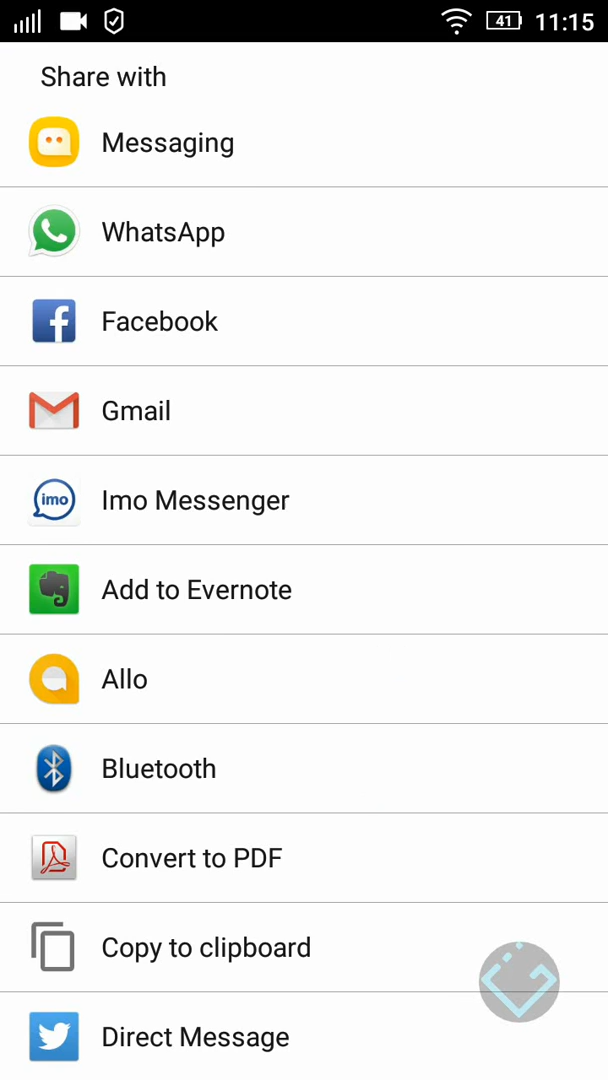 41 11:15
Share with
Messaging
WhatsApp
Facebook
Gmail
imo Imo Messenger
Add to Evernote
Allo
Bluetooth
Convert to PDF
Copy to clipboard
Direct Message